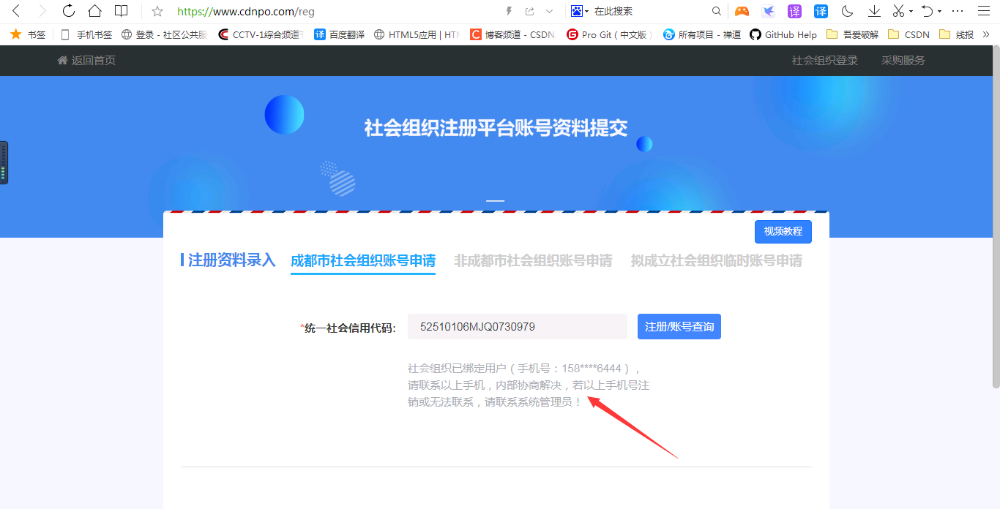 https://www.cdnpo.com/reg
在此搜索
译
译
书签
手机书签
登录 - 社区公共服
CCTV-1综合频道
译 百度翻译
HTML5应用 | HTM
C 博客频道 - CSDN.
Pro Git ( 中文版 )
所有项目 - 禅道
GitHub Help
吾爱破解
CSDN
线报
返回首页
社会组织登录
采购服务
社会组织注册平台账号资料提交
视频教程
注册资料录入
成都市社会组织账号申请
非成都市社会组织账号申请
拟成立社会组织临时账号申请
*统一社会信用代码:
52510106MJQ0730979
注册/账号查询
社会组织已绑定用户（手机号：158****6444），
请联系以上手机，内部协商解决，若以上手机号注
销或无法联系，请联系系统管理员！